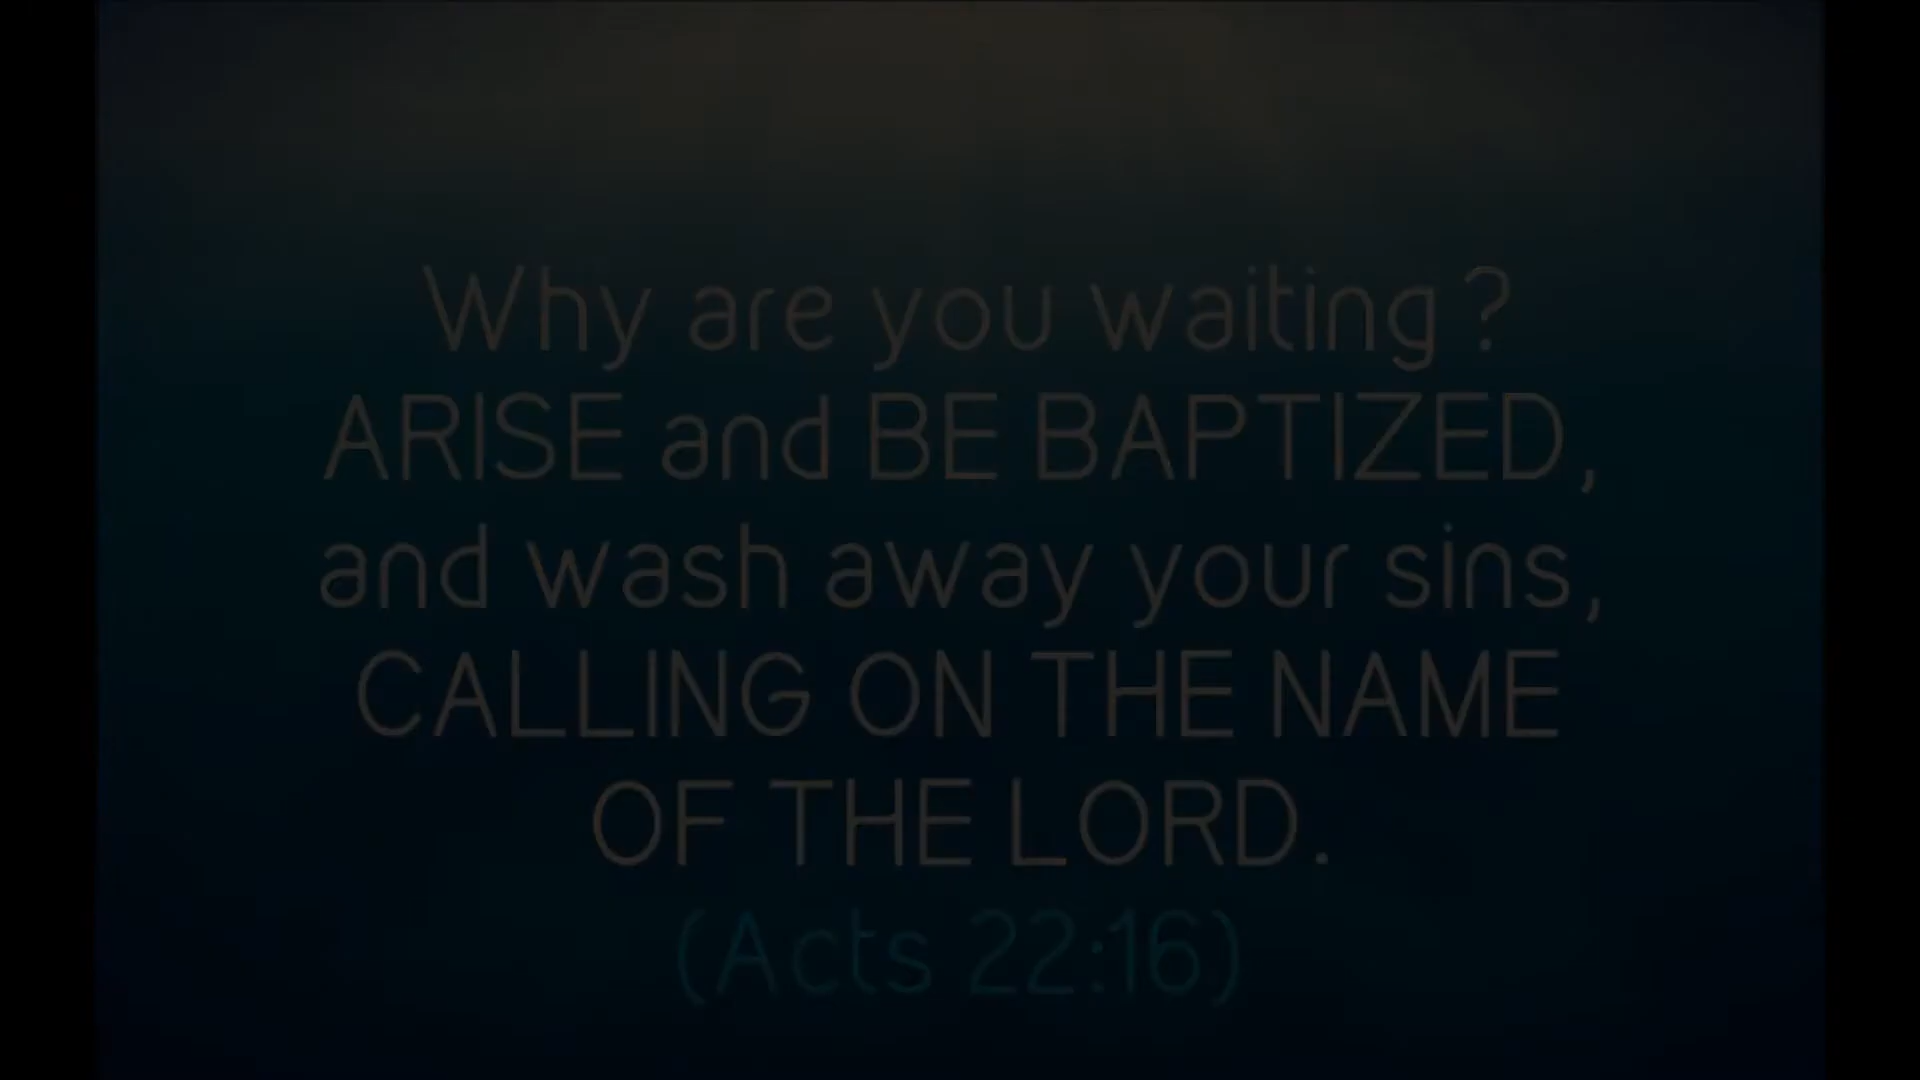 Why are you waiting?
ARISE and BE BAPTIZED,
and wash away your sins,
CALLING ON THE NAME
OF THE LORD.
(Acts 22:16)